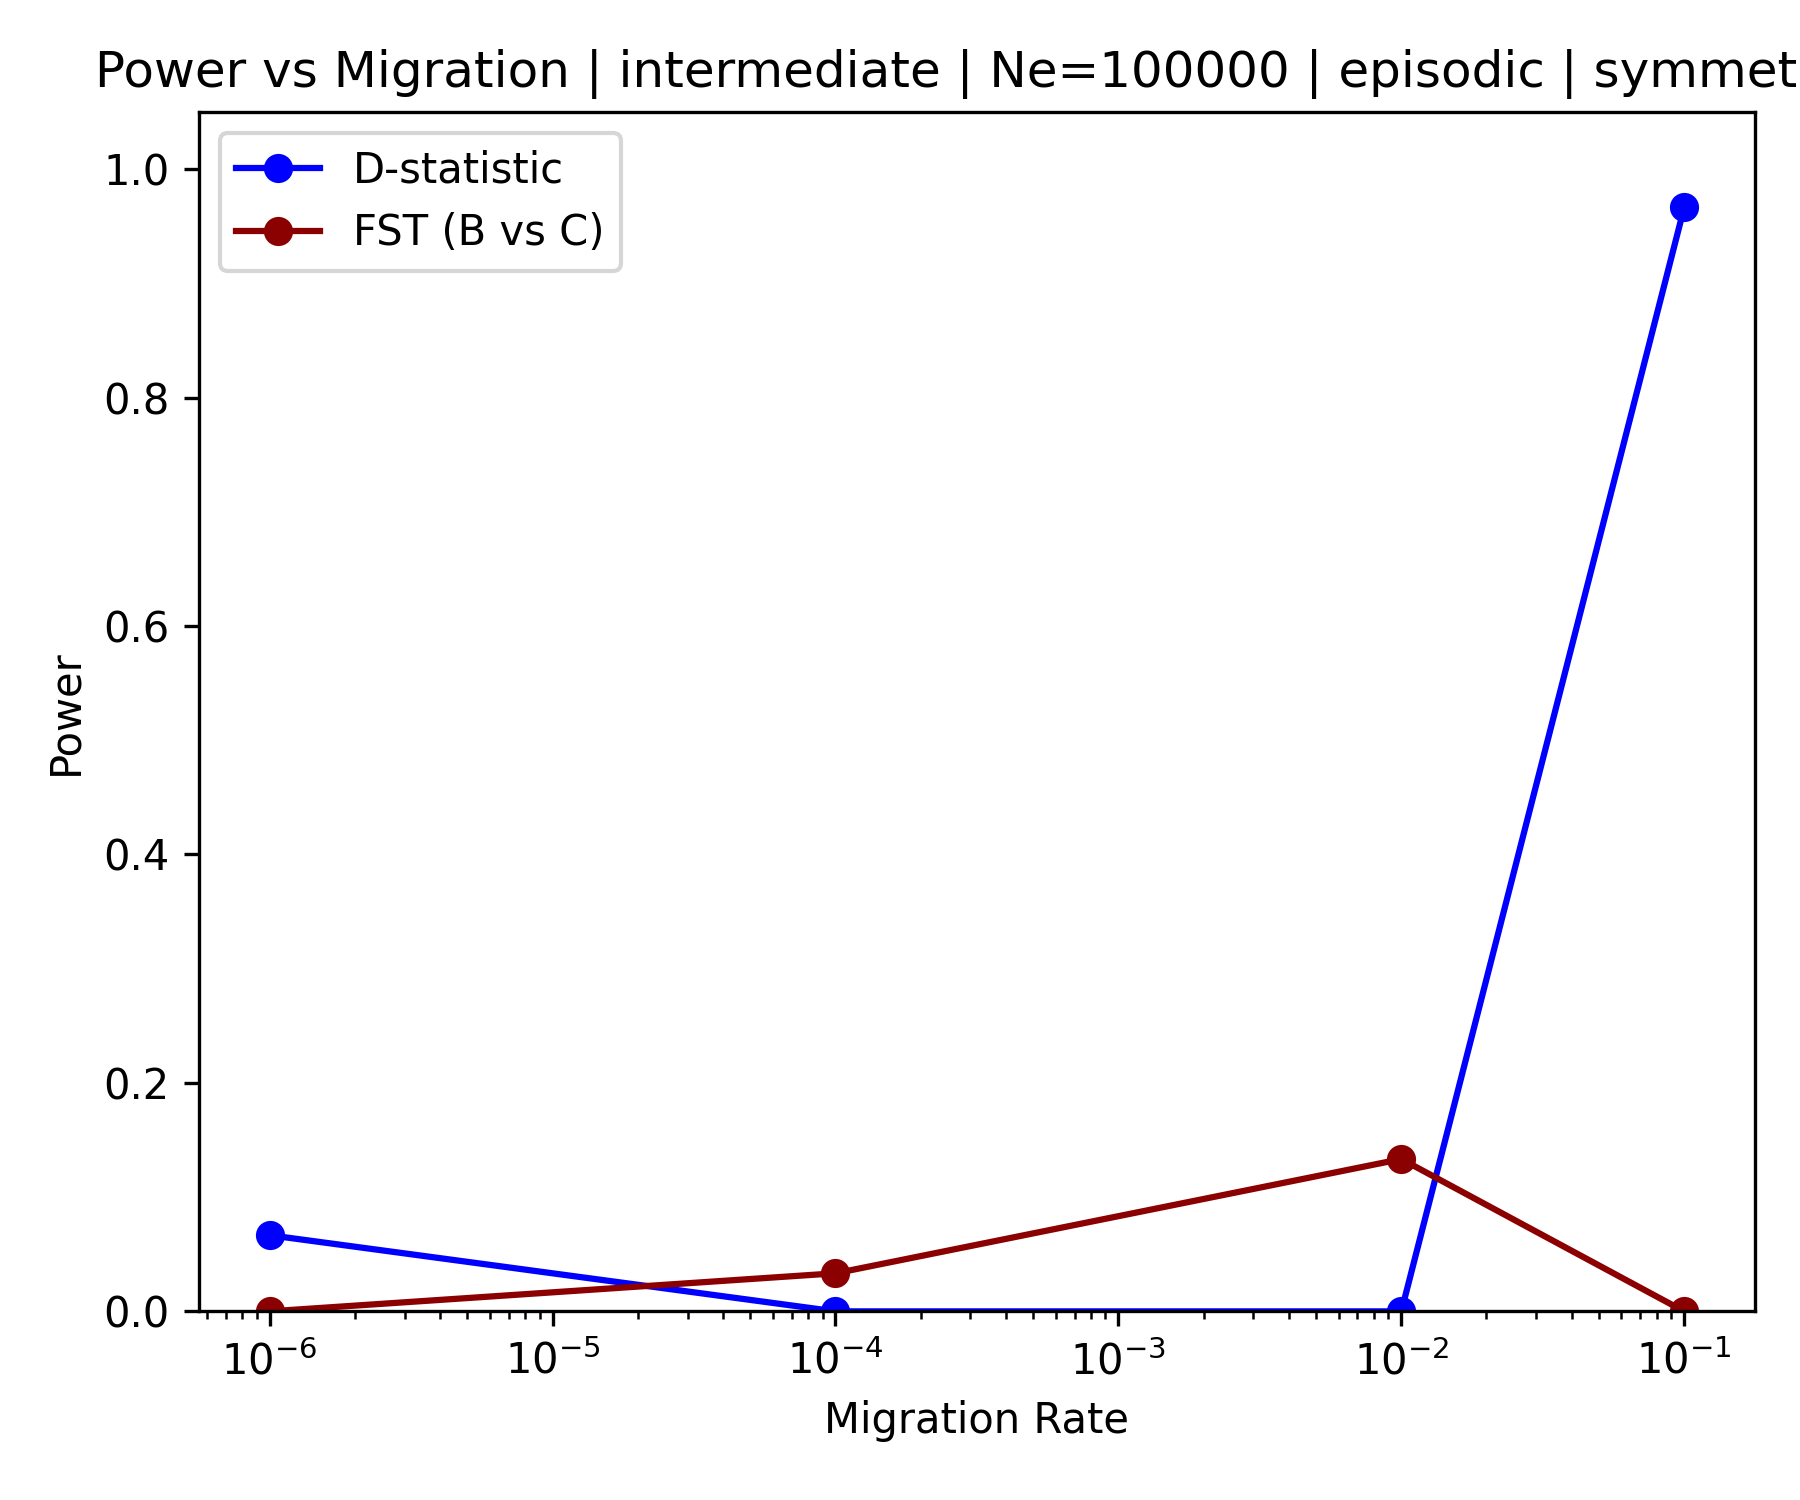 Power vs Migration | intermediate | Ne=100000 | episodic | symmet
D-statistic
FST (B vs C)
1.0
0.8
0.6
0.4
0.2
0.0
Power
10⁻⁶ 10⁻⁵ 10⁻⁴ 10⁻³ 10⁻² 10⁻¹
Migration Rate